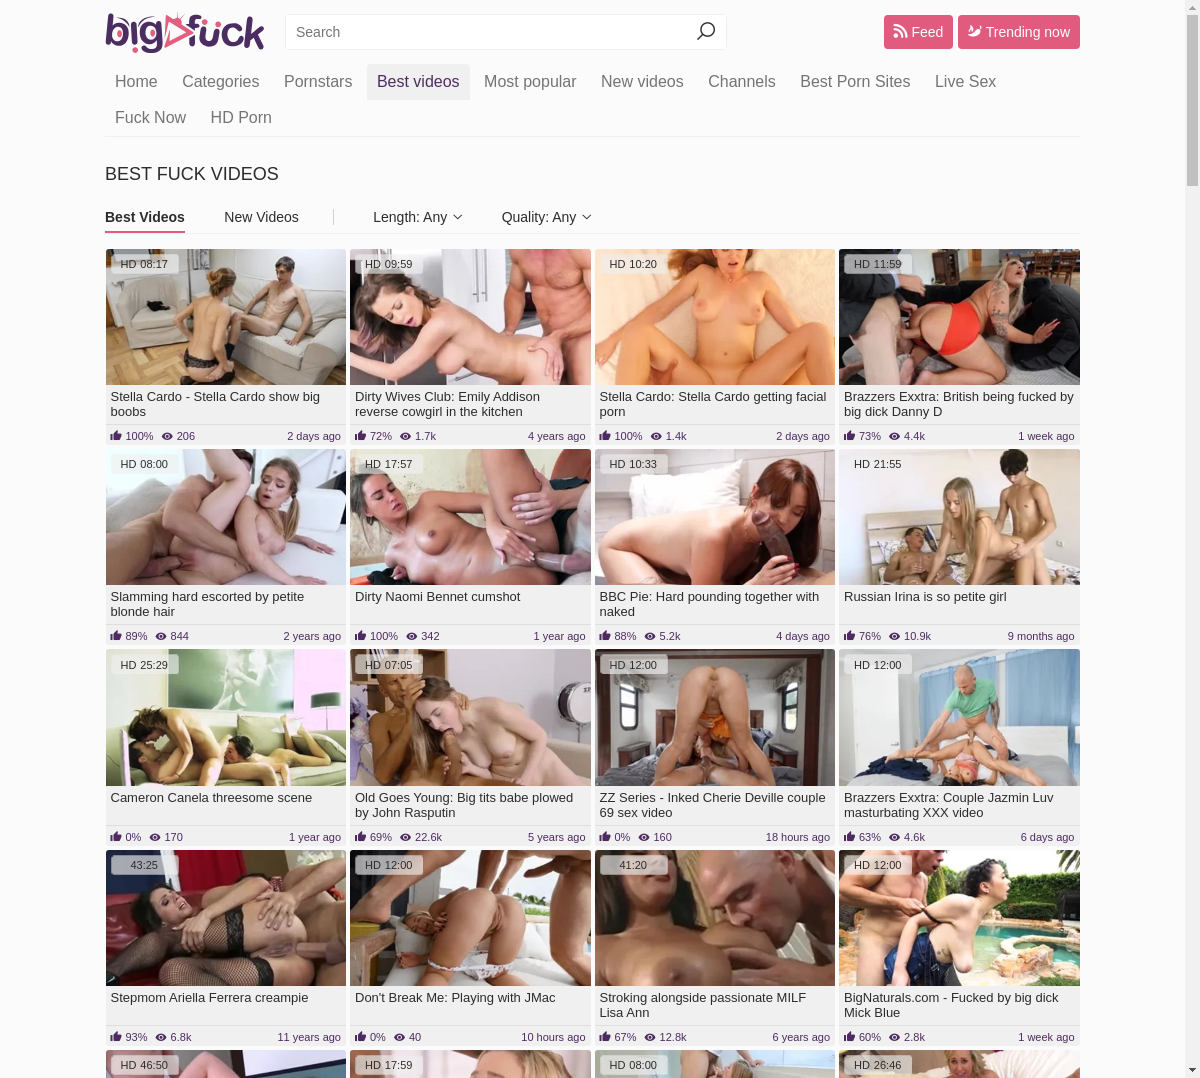 bigfuck
Search
Feed
Trending now
Home Categories Pornstars Best videos Most popular New videos Channels Best Porn Sites Live Sex
Fuck Now HD Porn
BEST FUCK VIDEOS
Best Videos New Videos Length: Any Quality: Any
HD 08:17 HD 09:59 HD 10:20 HD 11:59
Stella Cardo - Stella Cardo show big
boobs
100% 206 2 days ago
Dirty Wives Club: Emily Addison
reverse cowgirl in the kitchen
72% 1.7k 4 years ago
Stella Cardo: Stella Cardo getting facial
porn
100% 1.4k 2 days ago
Brazzers Exxtra: British being fucked by
big dick Danny D
73% 4.4k 1 week ago
HD 08:00 HD 17:57 HD 10:33 HD 21:55
Slamming hard escorted by petite
blonde hair
89% 844 2 years ago
Dirty Naomi Bennet cumshot
100% 342 1 year ago
BBC Pie: Hard pounding together with
naked
88% 5.2k 4 days ago
Russian Irina is so petite girl
76% 10.9k 9 months ago
HD 25:29 HD 07:05 HD 12:00 HD 12:00
Cameron Canela threesome scene
0% 170 1 year ago
Old Goes Young: Big tits babe plowed
by John Rasputin
69% 22.6k 5 years ago
ZZ Series - Inked Cherie Deville couple
69 sex video
0% 160 18 hours ago
Brazzers Exxtra: Couple Jazmin Luv
masturbating XXX video
63% 4.6k 6 days ago
43:25 HD 12:00 41:20 HD 12:00
Stepmom Ariella Ferrera creampie
93% 6.8k 11 years ago
Don't Break Me: Playing with JMac
0% 40 10 hours ago
Stroking alongside passionate MILF
Lisa Ann
67% 12.8k 6 years ago
BigNaturals.com - Fucked by big dick
Mick Blue
60% 2.8k 1 week ago
HD 46:50 HD 17:59 HD 08:00 HD 26:46